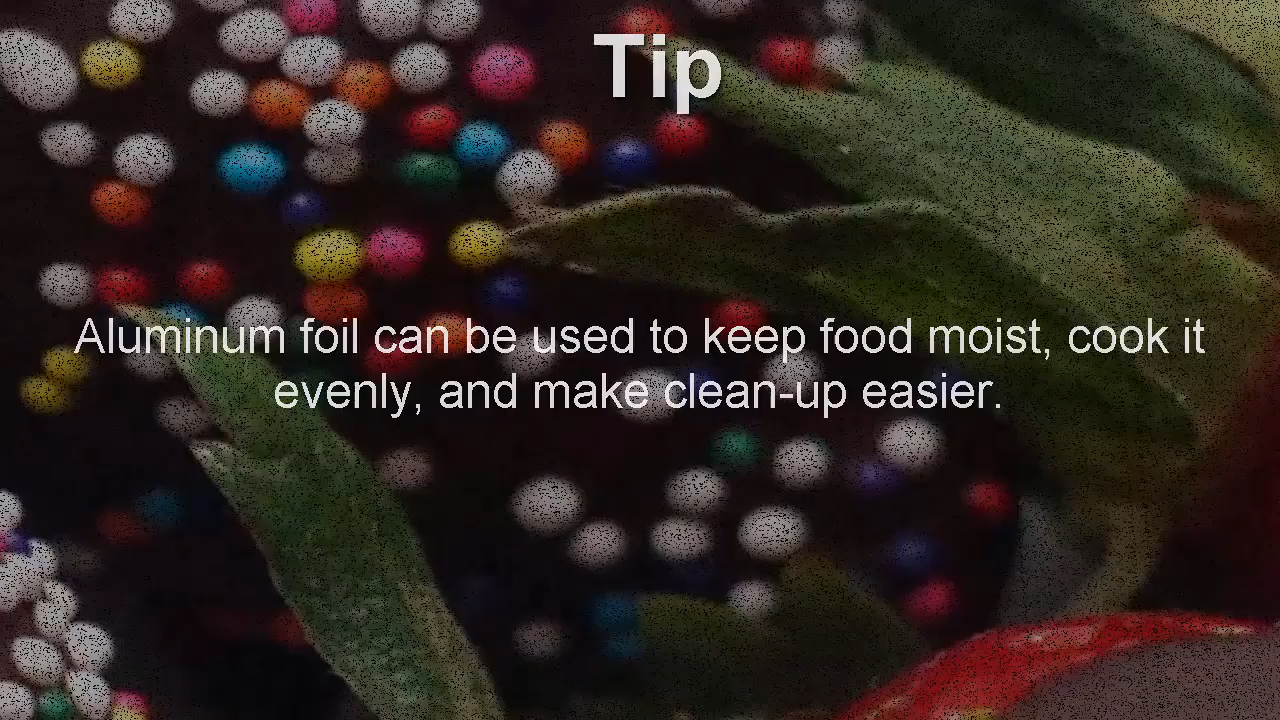 Tip
Aluminum foil can be used to keep food moist, cook it
evenly, and make clean-up easier.